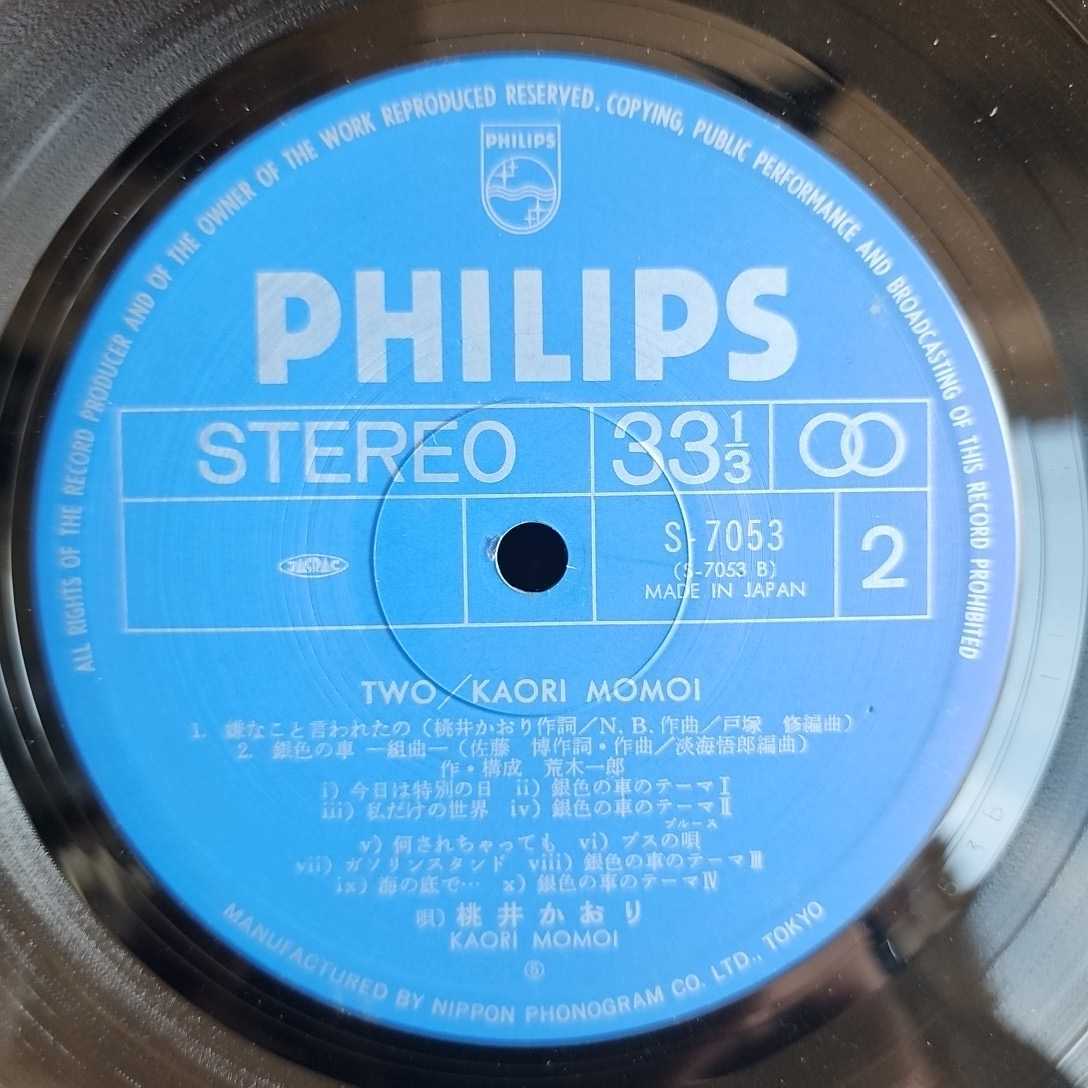 ALL RIGHTS OF THE RECORD PRODUCER AND OF THE OWNER OF THE WORK REPRODUCED RESERVED. COPYING, PUBLIC PERFORMANCE AND BROADCASTING OF THIS RECORD PROHIBITED
PHILIPS
PHILIPS
STEREO 33 1/3
JASRAC
S-7053
(S-7053 B)
MADE IN JAPAN
2
TWO/KAORI MOMOI
1. 嫌なこと言われたの (桃井かおり作詞/N. B. 作曲/戸塚 修編曲)
2. 銀色の車 ―組曲― (佐藤 博作詞・作曲/淡海悟郎編曲)
作・構成 荒木一郎
i) 今日は特別の日 ii) 銀色の車のテーマⅠ
iii) 私だけの世界 iv) 銀色の車のテーマⅡ
ブルース
v) 何されちゃっても vi) ブスの唄
vii) ガソリンスタンド viii) 銀色の車のテーマⅢ
ix) 海の底で… x) 銀色の車のテーマⅣ
唄) 桃井かおり
KAORI MOMOI
MANUFACTURED BY NIPPON PHONOGRAM CO. LTD., TOKYO